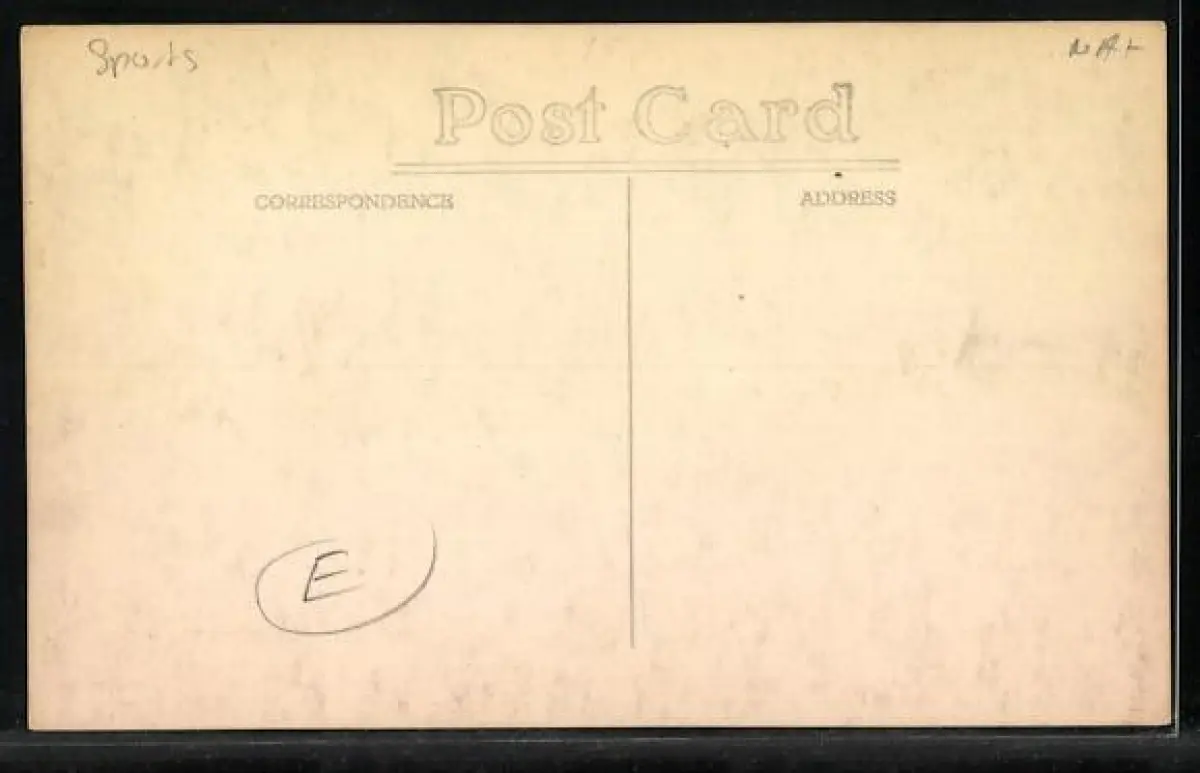 Sports
Post Card
CORRESPONDENCE
ADDRESS
E